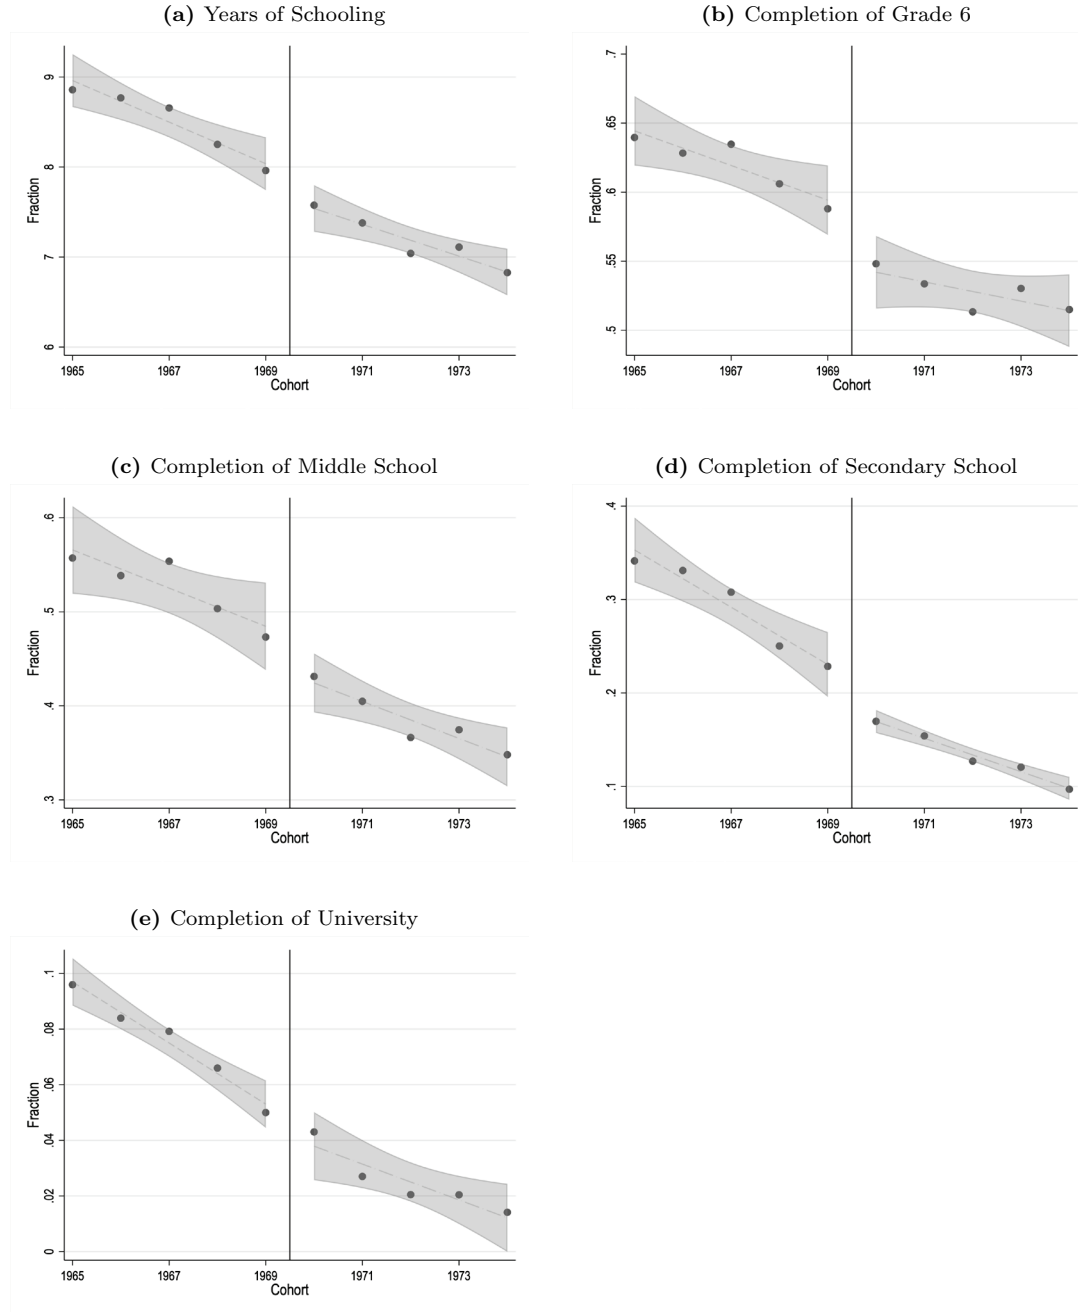 (a) Years of Schooling
9
8
7
6
Fraction
1965 1967 1969 1971 1973
Cohort
(b) Completion of Grade 6
.7
.65
.6
.55
.5
Fraction
1965 1967 1969 1971 1973
Cohort
(c) Completion of Middle School
.6
.5
.4
.3
Fraction
1965 1967 1969 1971 1973
Cohort
(d) Completion of Secondary School
.4
.3
.2
.1
Fraction
1965 1967 1969 1971 1973
Cohort
(e) Completion of University
.1
.08
.06
.04
.02
0
Fraction
1965 1967 1969 1971 1973
Cohort